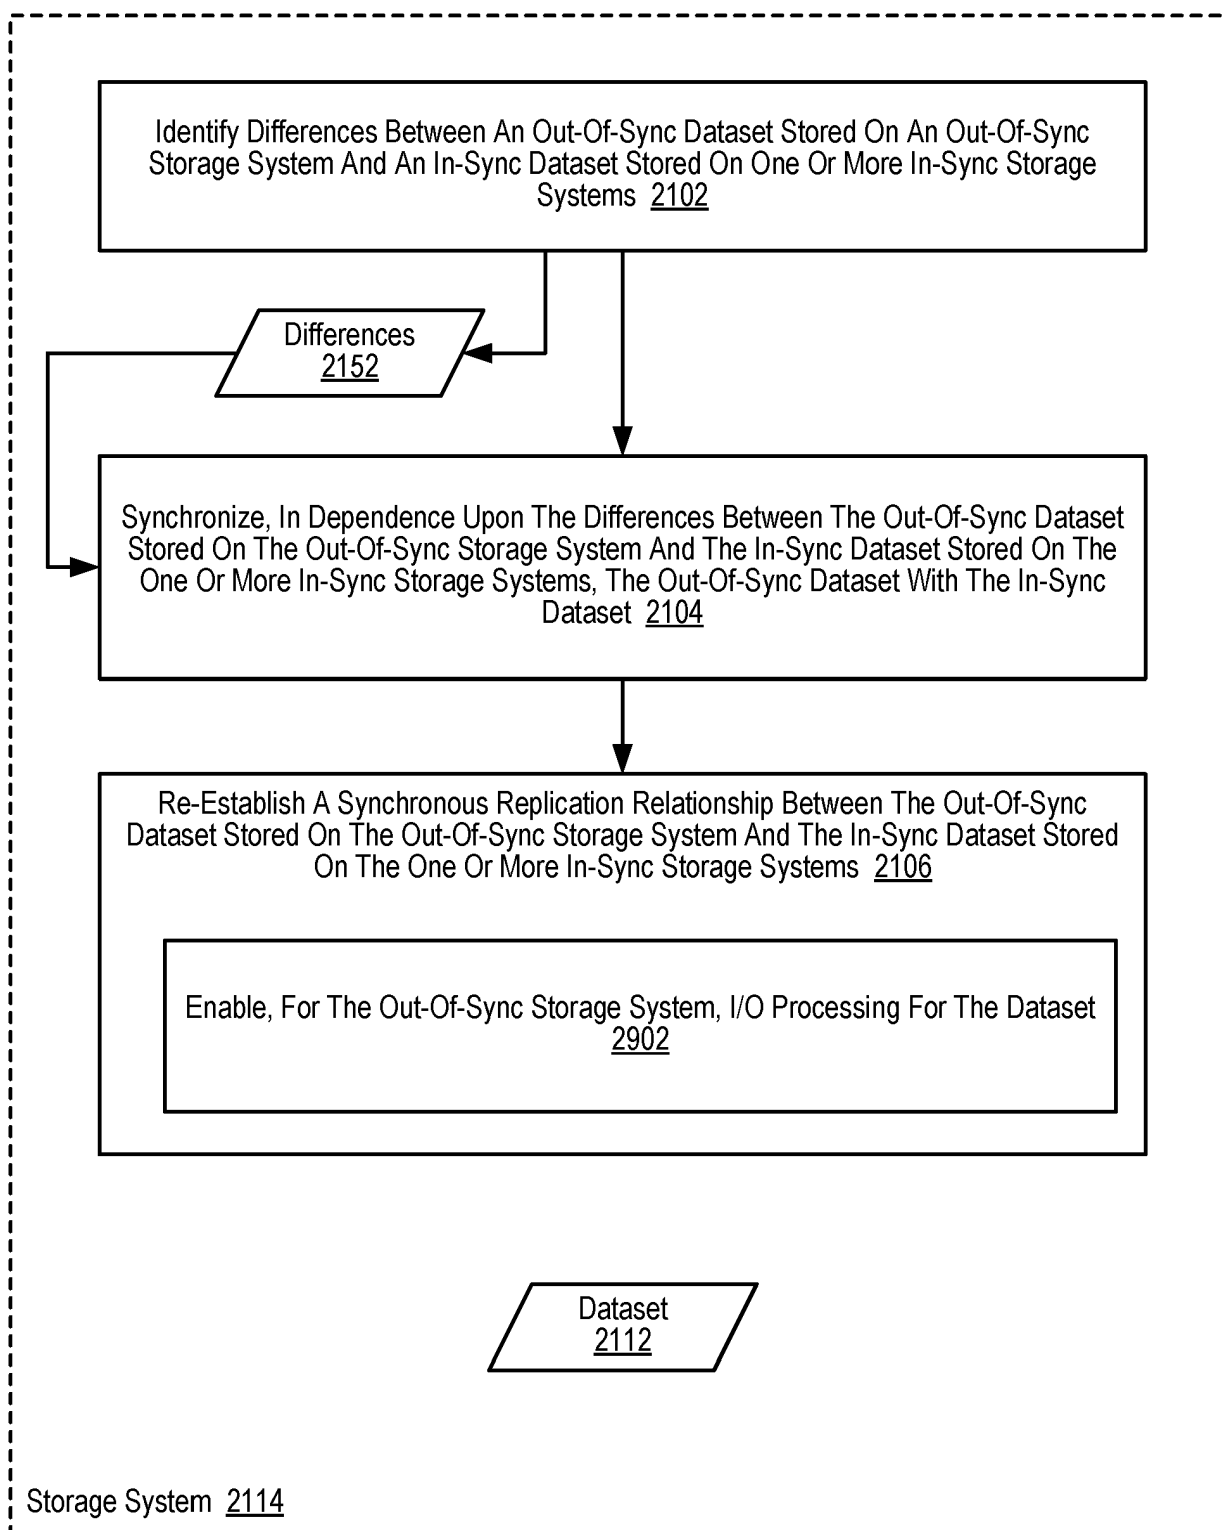 Identify Differences Between An Out-Of-Sync Dataset Stored On An Out-Of-Sync
Storage System And An In-Sync Dataset Stored On One Or More In-Sync Storage
Systems 2102
Differences
2152
Synchronize, In Dependence Upon The Differences Between The Out-Of-Sync Dataset
Stored On The Out-Of-Sync Storage System And The In-Sync Dataset Stored On The
One Or More In-Sync Storage Systems, The Out-Of-Sync Dataset With The In-Sync
Dataset 2104
Re-Establish A Synchronous Replication Relationship Between The Out-Of-Sync
Dataset Stored On The Out-Of-Sync Storage System And The In-Sync Dataset Stored
On The One Or More In-Sync Storage Systems 2106
Enable, For The Out-Of-Sync Storage System, I/O Processing For The Dataset
2902
Dataset
2112
Storage System 2114